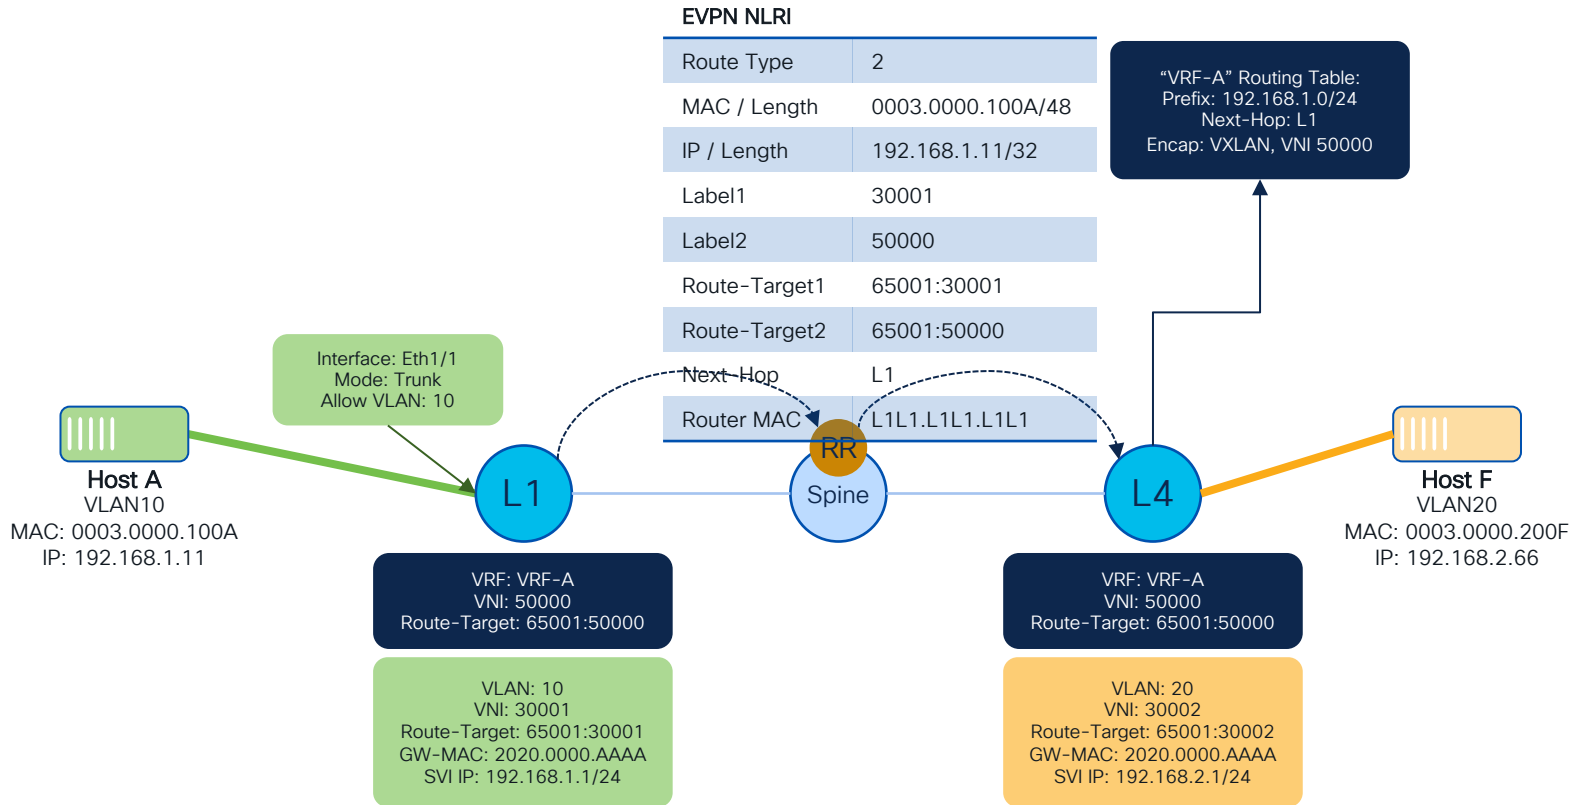 EVPN NLRI
Route Type 2
MAC / Length 0003.0000.100A/48
IP / Length 192.168.1.11/32
Label1 30001
Label2 50000
Route-Target1 65001:30001
Route-Target2 65001:50000
Next-Hop L1
Router MAC L1L1.L1L1.L1L1
“VRF-A” Routing Table:
Prefix: 192.168.1.0/24
Next-Hop: L1
Encap: VXLAN, VNI 50000
Interface: Eth1/1
Mode: Trunk
Allow VLAN: 10
Host A
VLAN10
MAC: 0003.0000.100A
IP: 192.168.1.11
L1
RR
Spine
L4
Host F
VLAN20
MAC: 0003.0000.200F
IP: 192.168.2.66
VRF: VRF-A
VNI: 50000
Route-Target: 65001:50000
VLAN: 10
VNI: 30001
Route-Target: 65001:30001
GW-MAC: 2020.0000.AAAA
SVI IP: 192.168.1.1/24
VRF: VRF-A
VNI: 50000
Route-Target: 65001:50000
VLAN: 20
VNI: 30002
Route-Target: 65001:30002
GW-MAC: 2020.0000.AAAA
SVI IP: 192.168.2.1/24